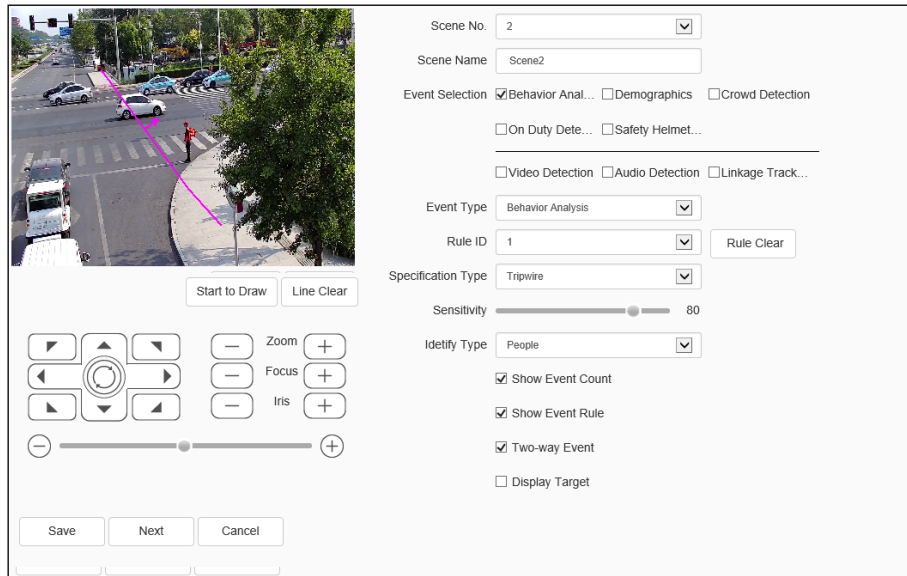 Scene No. 2
Scene Name Scene2
Event Selection Behavior Anal... Demographics Crowd Detection
On Duty Dete... Safety Helmet...
Video Detection Audio Detection Linkage Track...
Event Type Behavior Analysis
Rule ID 1 Rule Clear
Specification Type Tripwire
Start to Draw Line Clear
Sensitivity 80
Idetify Type People
Zoom
Focus
Iris
Show Event Count
Show Event Rule
Two-way Event
Display Target
Save Next Cancel